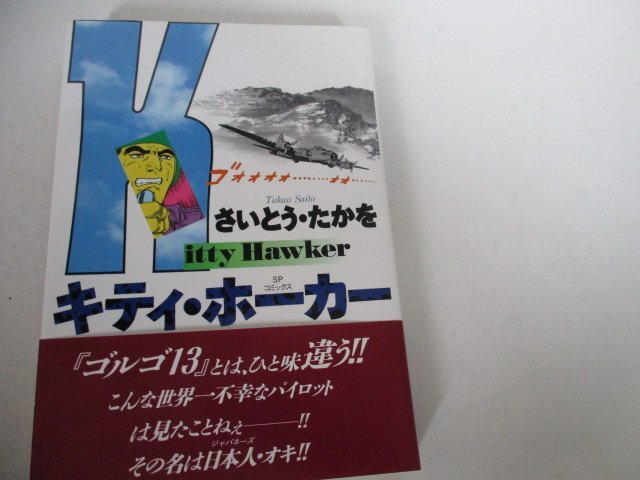 K
ゴォォォォ………ォォ………
Takao Saito
さいとう・たかを
itty Hawker
SP
コミックス
キティ・ホーカー
『ゴルゴ13』とは、ひと味違う!!
こんな世界一不幸なパイロット
は見たことねぇ――!!
ジャパネーズ
その名は日本人・オキ!!